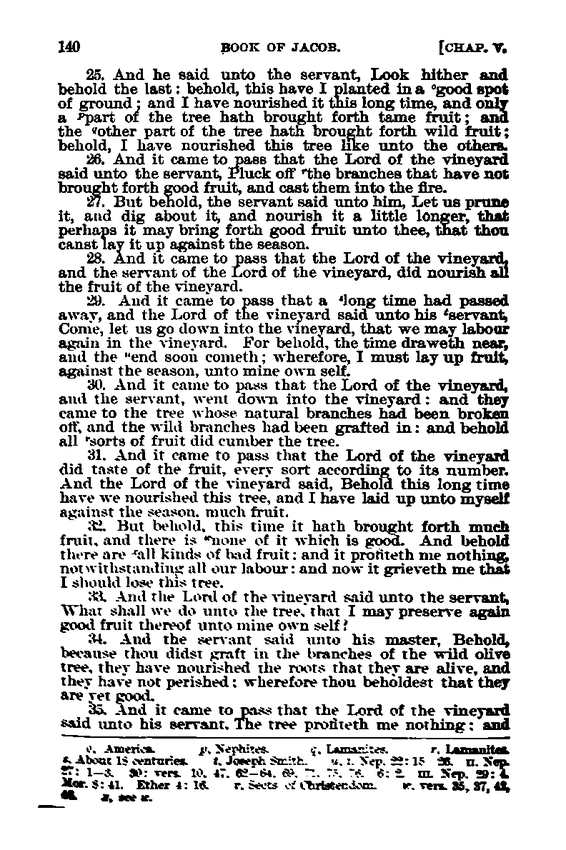 140 BOOK OF JACOB. [CHAP. V.
25. And he said unto the servant, Look hither and
behold the last: behold, this have I planted in a ᵒgood spot
of ground; and I have nourished it this long time, and only
a ᵖpart of the tree hath brought forth tame fruit; and
the ᑫother part of the tree hath brought forth wild fruit;
behold, I have nourished this tree like unto the others.
26. And it came to pass that the Lord of the vineyard
said unto the servant, Pluck off ʳthe branches that have not
brought forth good fruit, and cast them into the fire.
27. But behold, the servant said unto him, Let us prune
it, and dig about it, and nourish it a little longer, that
perhaps it may bring forth good fruit unto thee, that thou
canst lay it up against the season.
28. And it came to pass that the Lord of the vineyard,
and the servant of the Lord of the vineyard, did nourish all
the fruit of the vineyard.
29. And it came to pass that a ˢlong time had passed
away, and the Lord of the vineyard said unto his ᵗservant,
Come, let us go down into the vineyard, that we may labour
again in the vineyard. For behold, the time draweth near,
and the ᵘend soon cometh; wherefore, I must lay up fruit,
against the season, unto mine own self.
30. And it came to pass that the Lord of the vineyard,
and the servant, went down into the vineyard: and they
came to the tree whose natural branches had been broken
off, and the wild branches had been grafted in: and behold
all ᵛsorts of fruit did cumber the tree.
31. And it came to pass that the Lord of the vineyard
did taste of the fruit, every sort according to its number.
And the Lord of the vineyard said, Behold this long time
have we nourished this tree, and I have laid up unto myself
against the season, much fruit.
32. But behold, this time it hath brought forth much
fruit, and there is ʷnone of it which is good. And behold
there are ˣall kinds of bad fruit: and it profiteth me nothing,
notwithstanding all our labour: and now it grieveth me that
I should lose this tree.
33. And the Lord of the vineyard said unto the servant,
What shall we do unto the tree, that I may preserve again
good fruit thereof unto mine own self?
34. And the servant said unto his master, Behold,
because thou didst graft in the branches of the wild olive
tree, they have nourished the roots that they are alive, and
they have not perished; wherefore thou beholdest that they
are yet good.
35. And it came to pass that the Lord of the vineyard
said unto his servant, The tree profiteth me nothing; and
America. p, Nephites. q, Lamanites. r, Lamanites
s, About 18 centuries. t, Joseph Smith. u, 1. Nep. 22: 15 26. II. Nep.
27: 1—3. 30: vers. 10, 47, 62—64, 69, 6: 2. III. Nep. 29: 4
Mor. 8: 41. Ether 4: 16. v, Sects of Christendom. w, vers. 35, 37, 42,
x, see w.